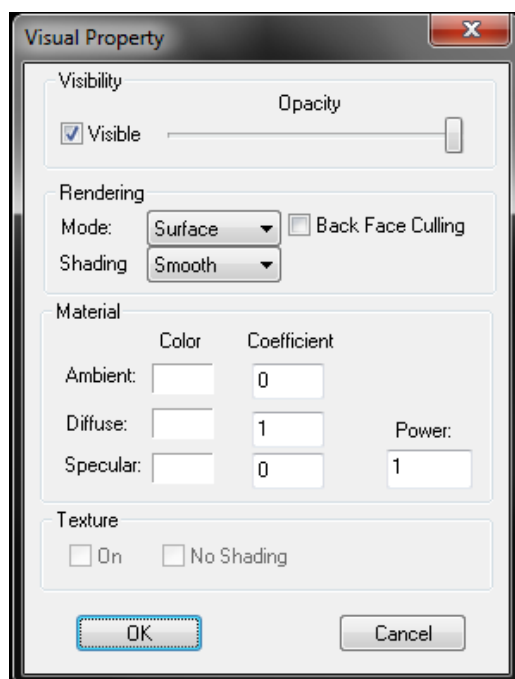 Visual Property
Visibility
Opacity
Visible
Rendering
Mode: Surface Back Face Culling
Shading Smooth
Material
Color Coefficient
Ambient: 0
Diffuse: 1 Power:
Specular: 0 1
Texture
On No Shading
OK Cancel